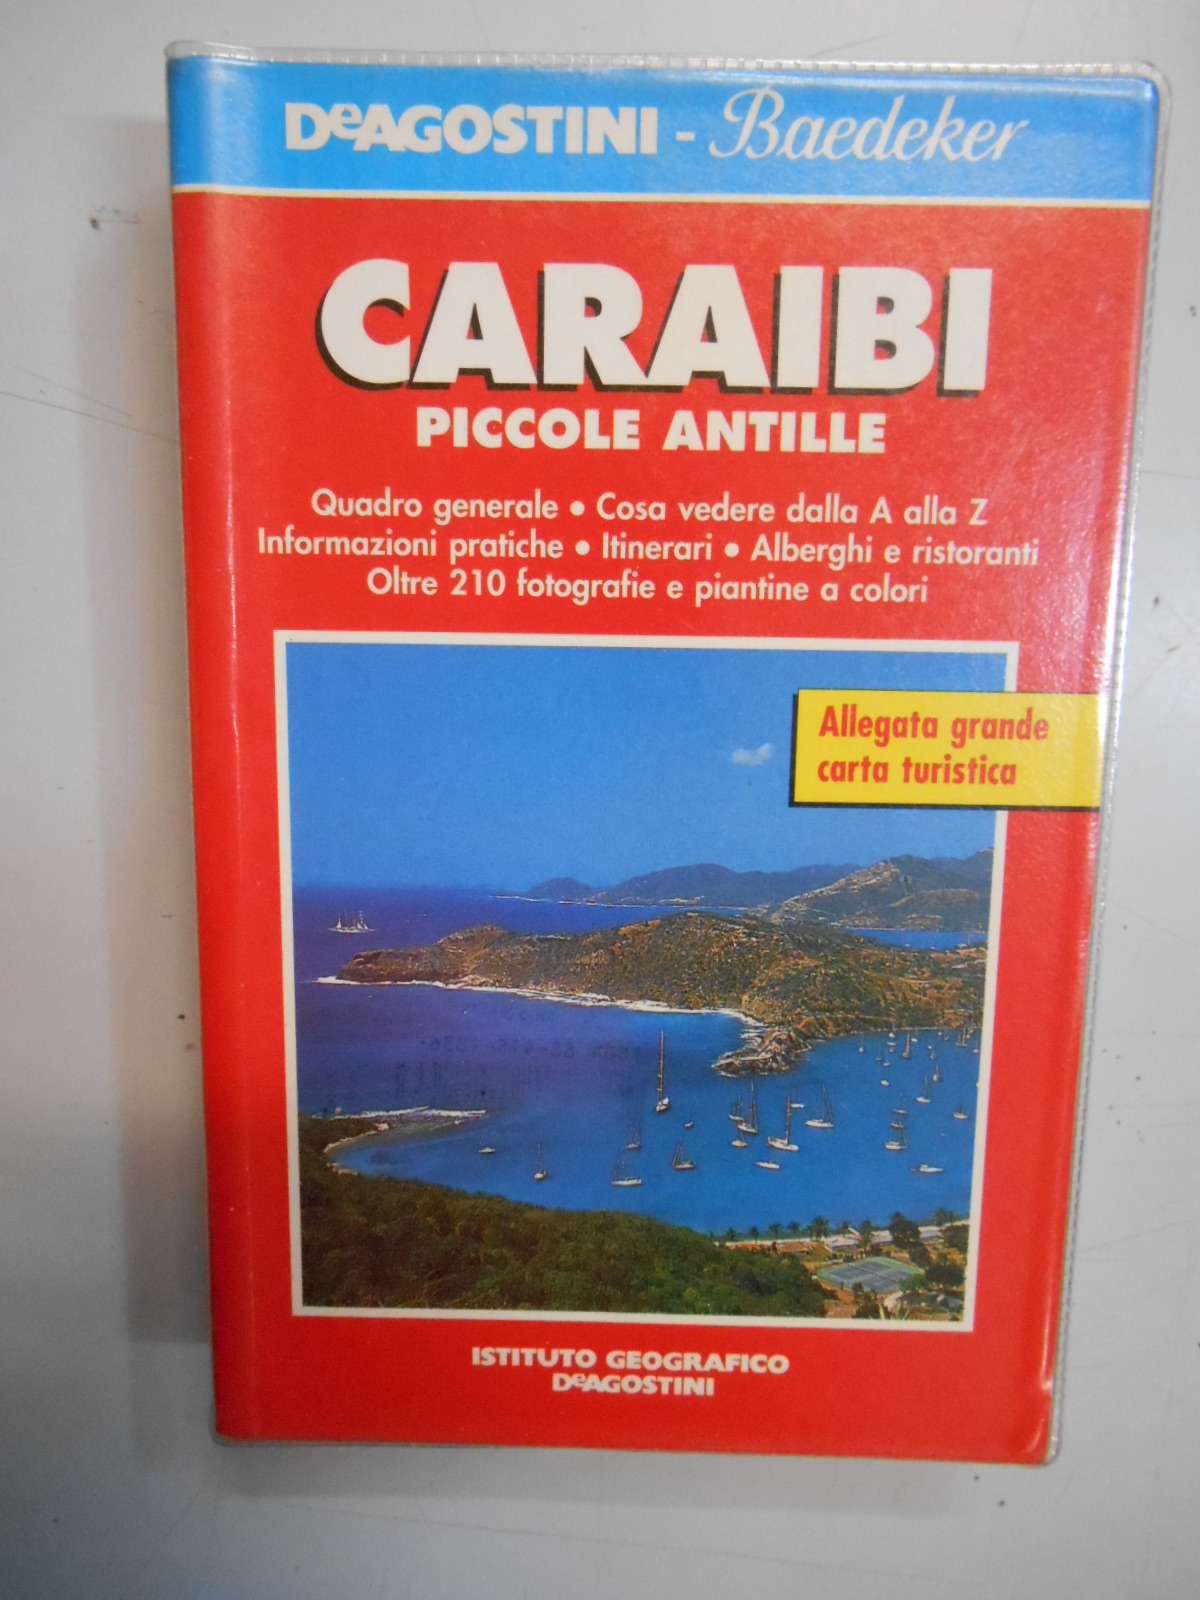 DeAGOSTINI - Baedeker
CARAIBI
PICCOLE ANTILLE
Quadro generale • Cosa vedere dalla A alla Z
Informazioni pratiche • Itinerari • Alberghi e ristoranti
Oltre 210 fotografie e piantine a colori
Allegata grande
carta turistica
ISTITUTO GEOGRAFICO
DeAGOSTINI